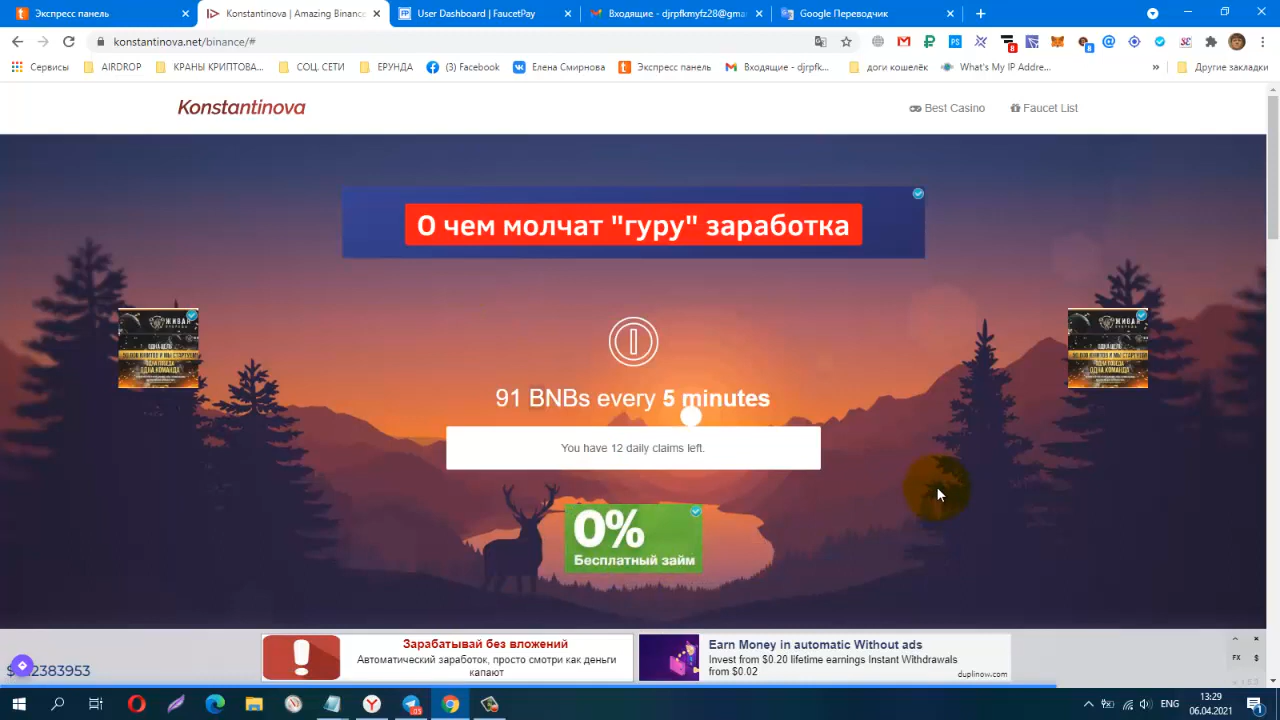 Экспресс панель
Konstantinova | Amazing Binance
User Dashboard | FaucetPay
Входящие - djrpfkmyfz28@gma
Google Переводчик
konstantinova.net/binance/#
Сервисы
AIRDROP
КРАНЫ КРИПТОВА...
СОЦ. СЕТИ
ЕРУНДА
(3) Facebook
Елена Смирнова
Экспресс панель
Входящие - djrpfk...
доги кошелёк
What's My IP Addre...
»
Другие закладки
Konstantinova
Best Casino
Faucet List
О чем молчат "гуру" заработка
91 BNBs every 5 minutes
You have 12 daily claims left.
0%
Бесплатный займ
Зарабатывай без вложений
Автоматический заработок, просто смотри как деньги
капают
Earn Money in automatic Without ads
Invest from $0.20 lifetime earnings Instant Withdrawals
from $0.02
duplinow.com
FX $
2383953
ENG
13:29
06.04.2021